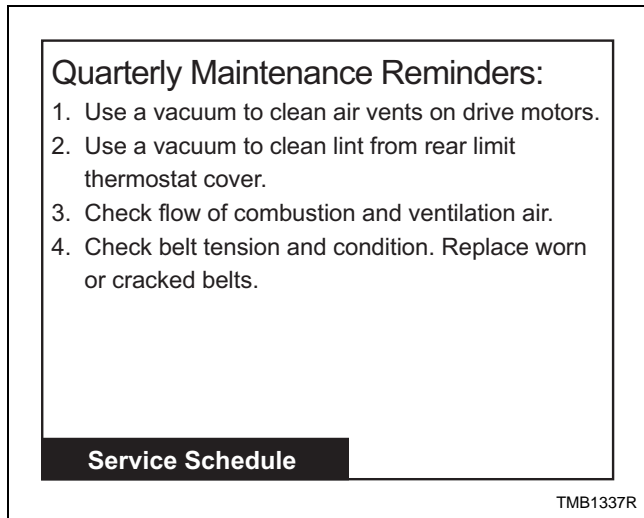 Quarterly Maintenance Reminders:
1. Use a vacuum to clean air vents on drive motors.
2. Use a vacuum to clean lint from rear limit
thermostat cover.
3. Check flow of combustion and ventilation air.
4. Check belt tension and condition. Replace worn
or cracked belts.
Service Schedule
TMB1337R